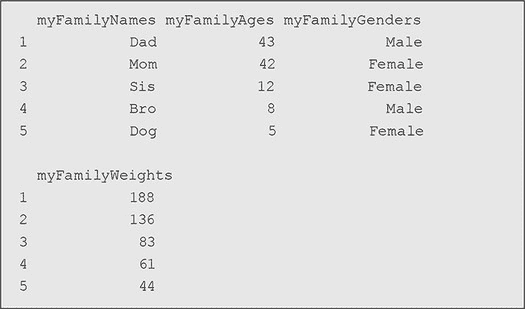 myFamilyNames myFamilyAges myFamilyGenders
1 Dad 43 Male
2 Mom 42 Female
3 Sis 12 Female
4 Bro 8 Male
5 Dog 5 Female
myFamilyWeights
1 188
2 136
3 83
4 61
5 44